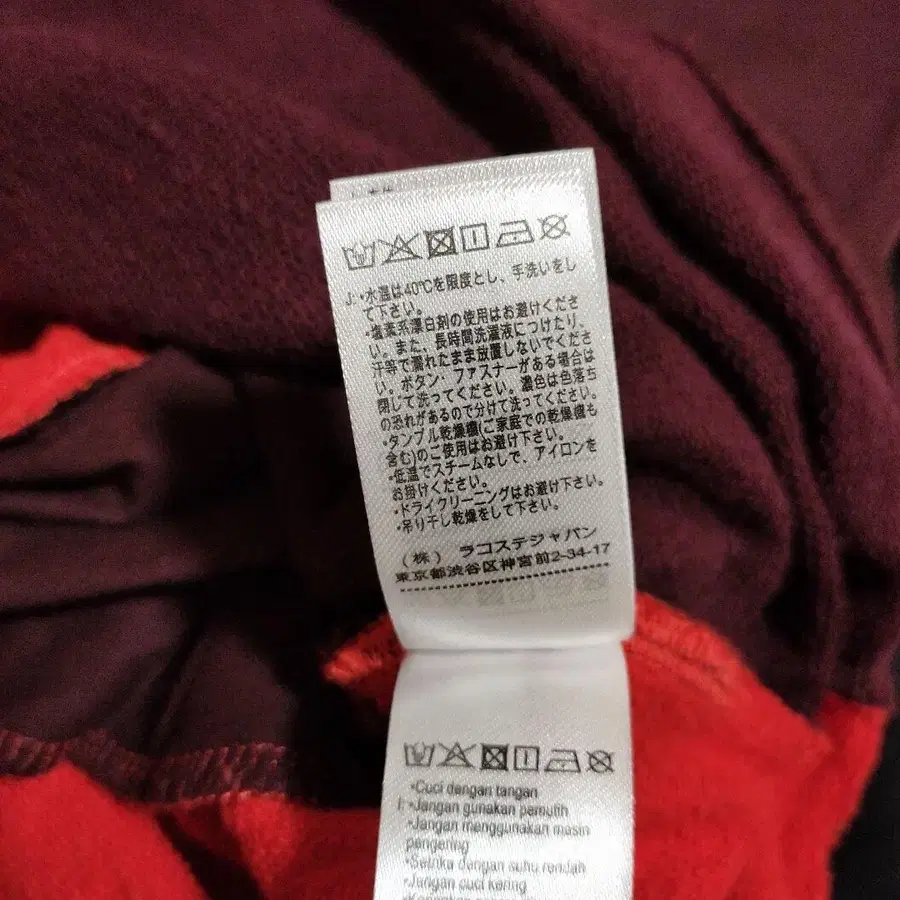 J: •水温は40℃を限度とし、手洗いをし
て下さい。
•塩素系漂白剤の使用はお避けくださ
い。また、長時間洗濯液につけたり、
汗等で濡れたまま放置しないでくださ
い。ボタン・ファスナーがある場合は
閉じて洗ってください。濃色は色落ち
の恐れがあるので分けて洗ってください。
•タンブル乾燥機(ご家庭での乾燥機も
含む)のご使用はお避け下さい。
•低温でスチームなしで、アイロンを
お掛けください。
•ドライクリーニングはお避け下さい。
•吊り干し乾燥をして下さい。
(株) ラコステジャパン
東京都渋谷区神宮前2-34-17
•Cuci dengan tangan
I: •Jangan gunakan pemutih
•Jangan menggunakan masin
pengering
•Setrika dengan suhu rendah
•Jangan cuci kering